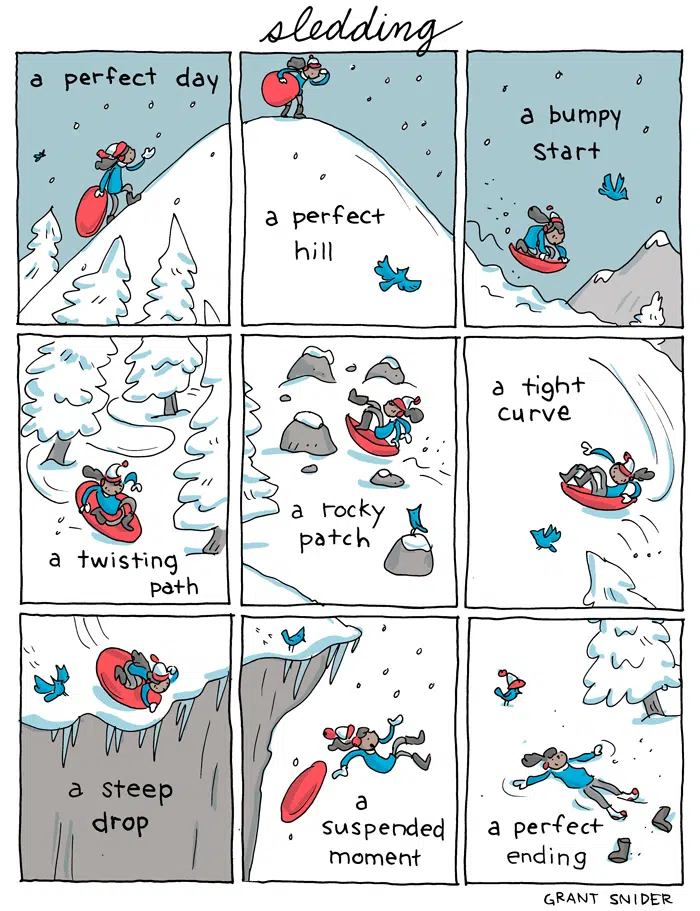 sledding
a perfect day
a perfect
hill
a bumpy
start
a twisting
path
a rocky
patch
a tight
curve
a steep
drop
a
suspended
moment
a perfect
ending
GRANT SNIDER